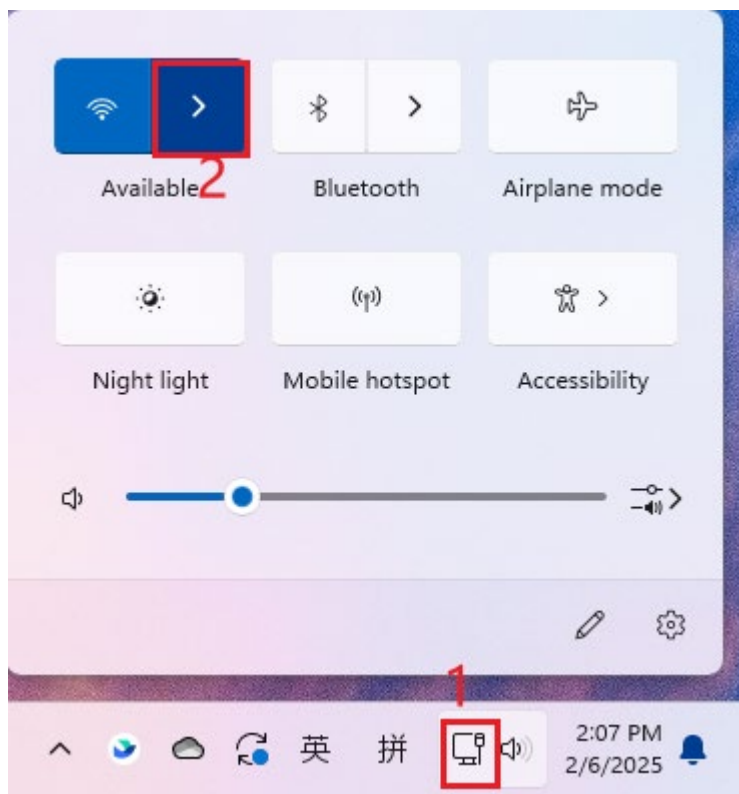 2
Available
Bluetooth
Airplane mode
Night light
Mobile hotspot
Accessibility
1
英 拼 2:07 PM
2/6/2025